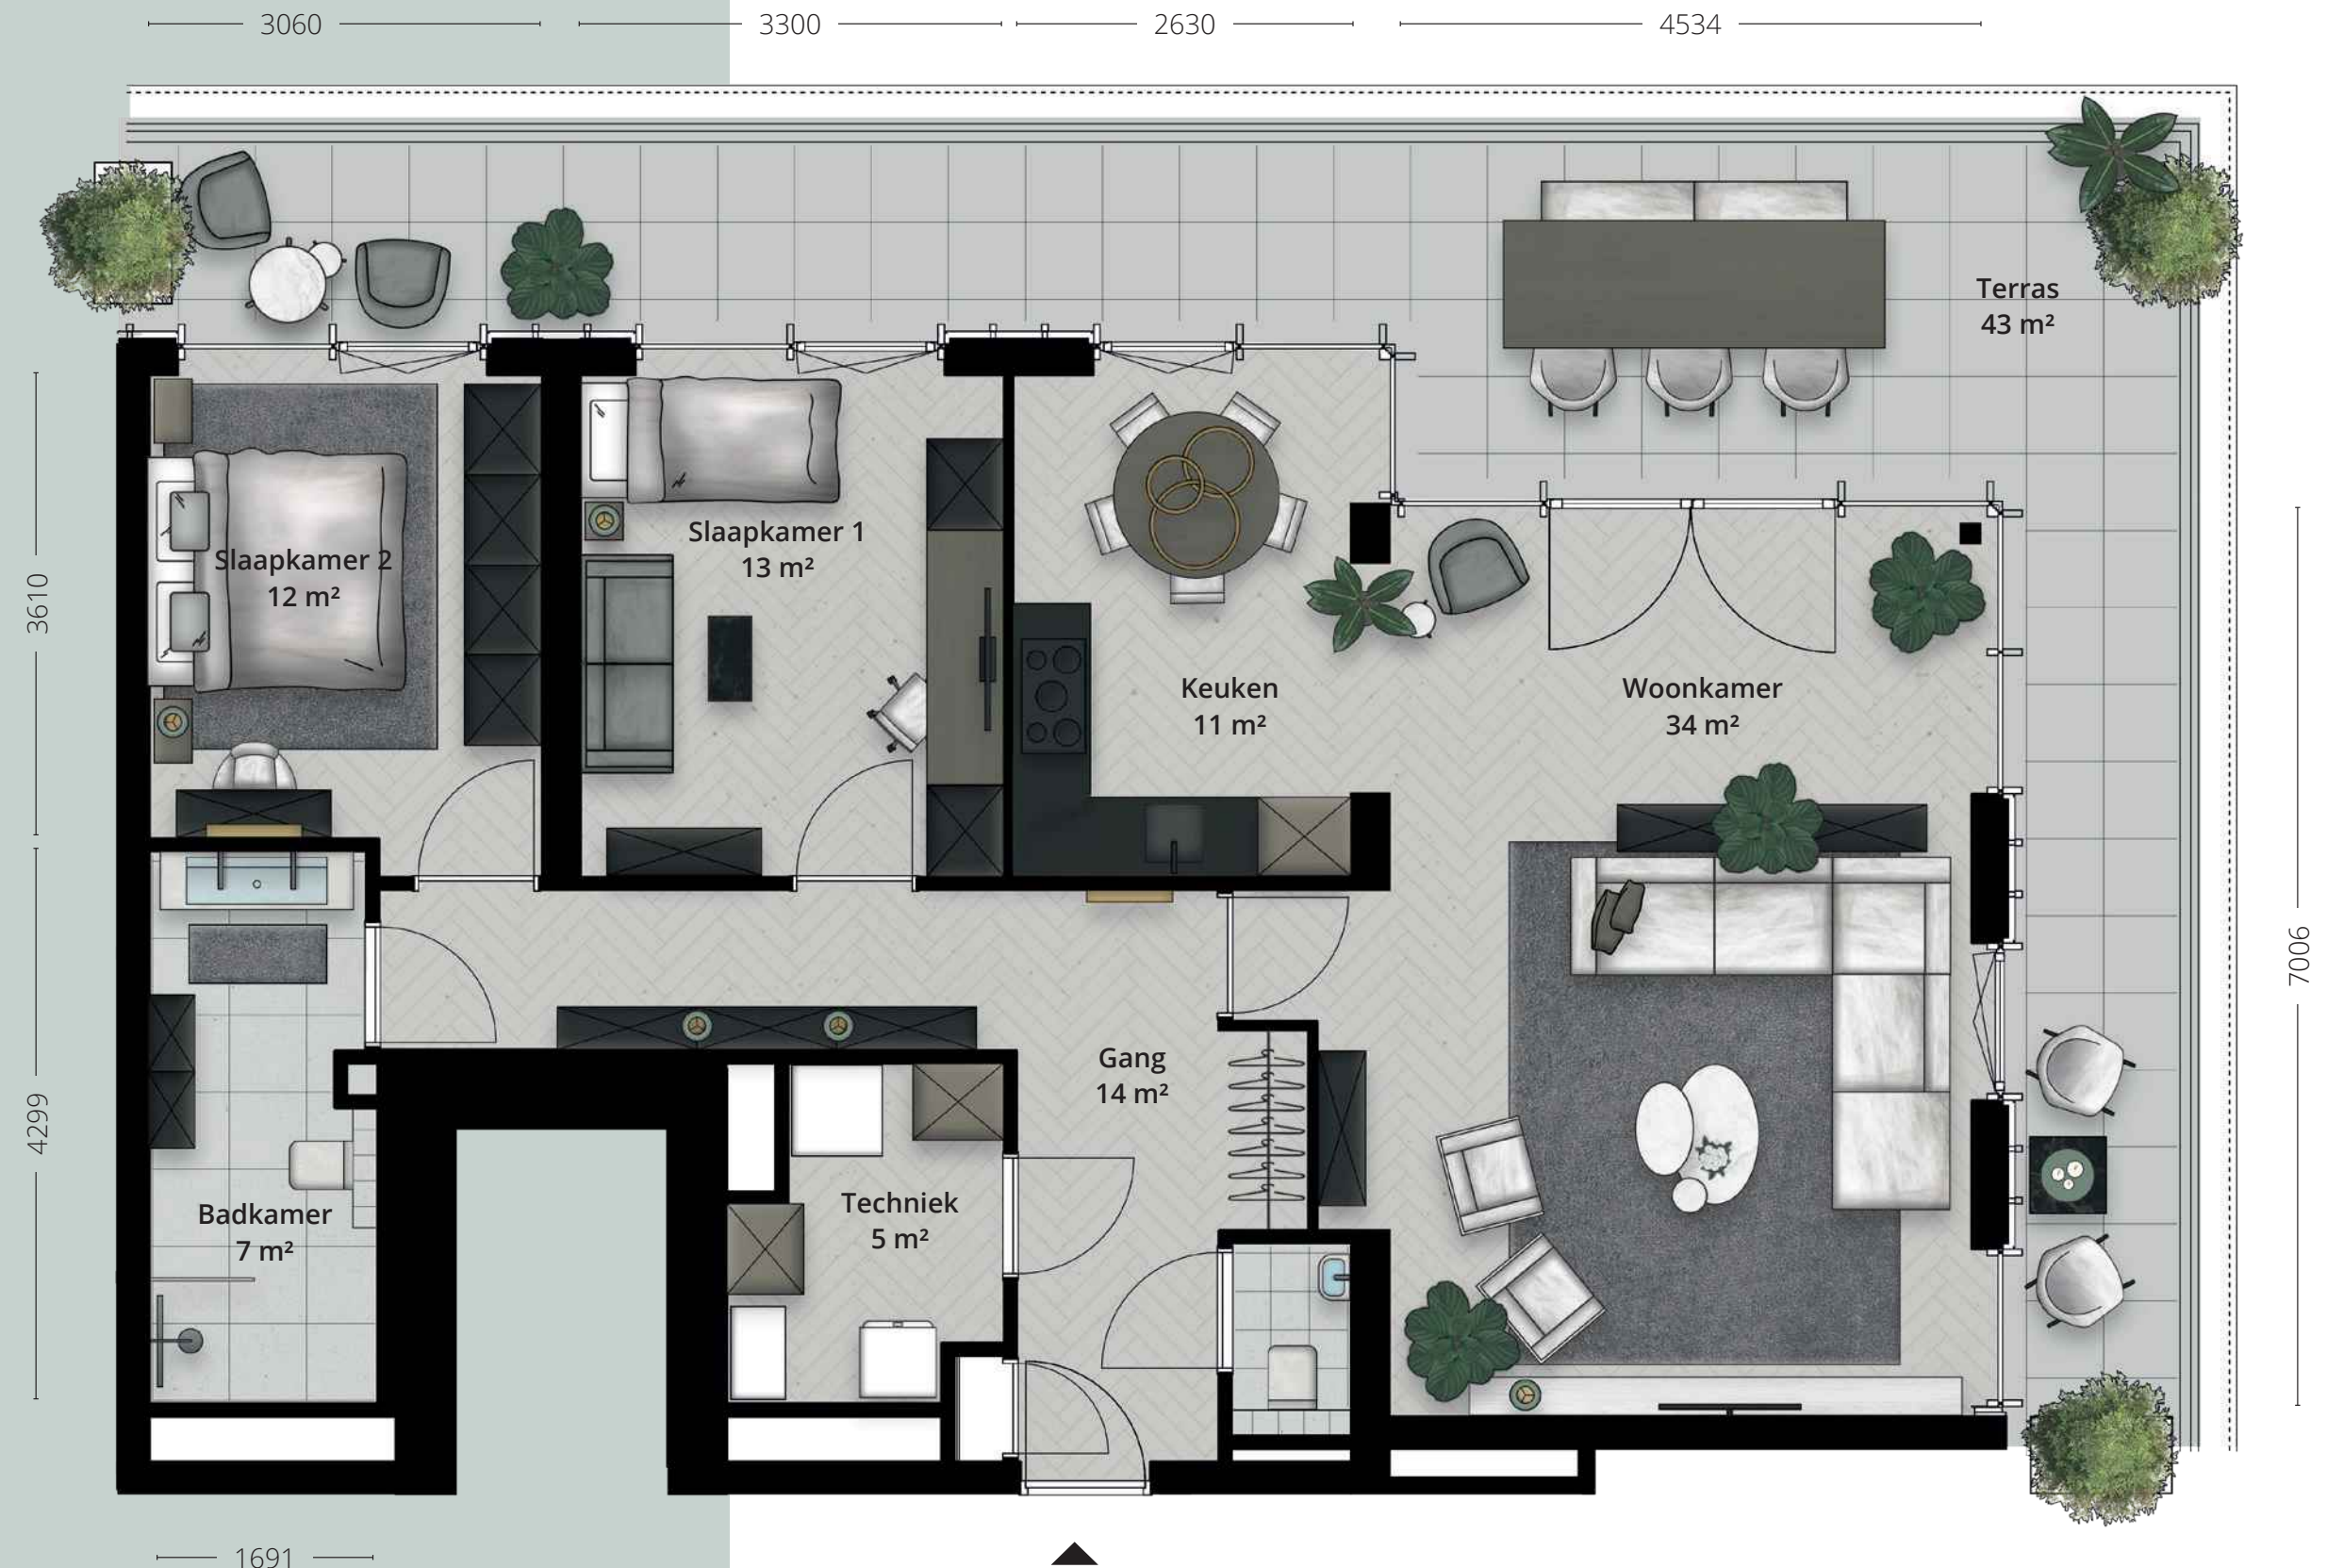 3060
3300
2630
4534
Terras
43 m²
Slaapkamer 2
12 m²
Slaapkamer 1
13 m²
Keuken
11 m²
Woonkamer
34 m²
3610
7006
Gang
14 m²
4299
Badkamer
7 m²
Techniek
5 m²
1691